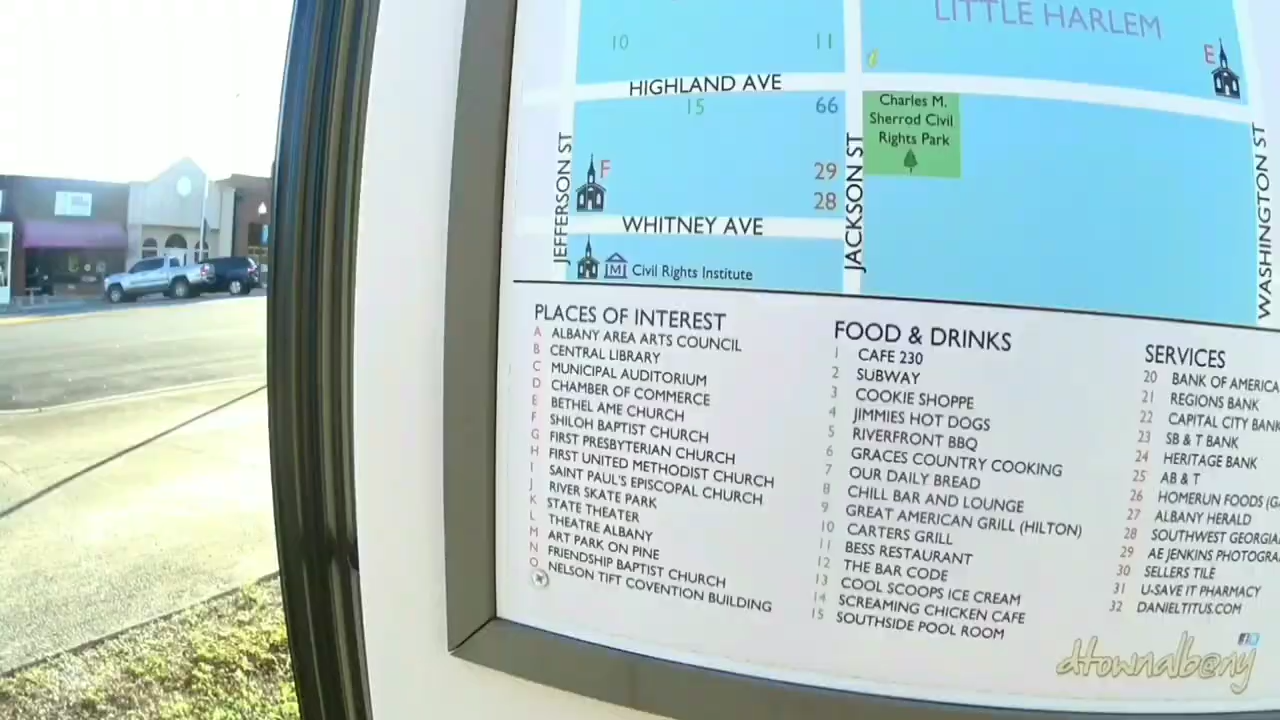 LITTLE HARLEM
10
11
E
HIGHLAND AVE
15
66
Charles M.
Sherrod Civil
Rights Park
JEFFERSON ST
F
29
28
JACKSON ST
WASHINGTON ST
WHITNEY AVE
Civil Rights Institute
PLACES OF INTEREST
A ALBANY AREA ARTS COUNCIL
B CENTRAL LIBRARY
C MUNICIPAL AUDITORIUM
D CHAMBER OF COMMERCE
E BETHEL AME CHURCH
F SHILOH BAPTIST CHURCH
G FIRST PRESBYTERIAN CHURCH
H FIRST UNITED METHODIST CHURCH
I SAINT PAUL'S EPISCOPAL CHURCH
J RIVER SKATE PARK
K STATE THEATER
L THEATRE ALBANY
M ART PARK ON PINE
N FRIENDSHIP BAPTIST CHURCH
O NELSON TIFT COVENTION BUILDING
FOOD & DRINKS
1 CAFE 230
2 SUBWAY
3 COOKIE SHOPPE
4 JIMMIES HOT DOGS
5 RIVERFRONT BBQ
6 GRACES COUNTRY COOKING
7 OUR DAILY BREAD
8 CHILL BAR AND LOUNGE
9 GREAT AMERICAN GRILL (HILTON)
10 CARTERS GRILL
11 BESS RESTAURANT
12 THE BAR CODE
13 COOL SCOOPS ICE CREAM
14 SCREAMING CHICKEN CAFE
15 SOUTHSIDE POOL ROOM
SERVICES
20 BANK OF AMERICA
21 REGIONS BANK
22 CAPITAL CITY BANK
23 SB & T BANK
24 HERITAGE BANK
25 AB & T
26 HOMERUN FOODS (GA
27 ALBANY HERALD
28 SOUTHWEST GEORGIA
29 AE JENKINS PHOTOGRA
30 SELLERS TILE
31 U-SAVE IT PHARMACY
32 DANIELTITUS.COM
dtownalb@ny